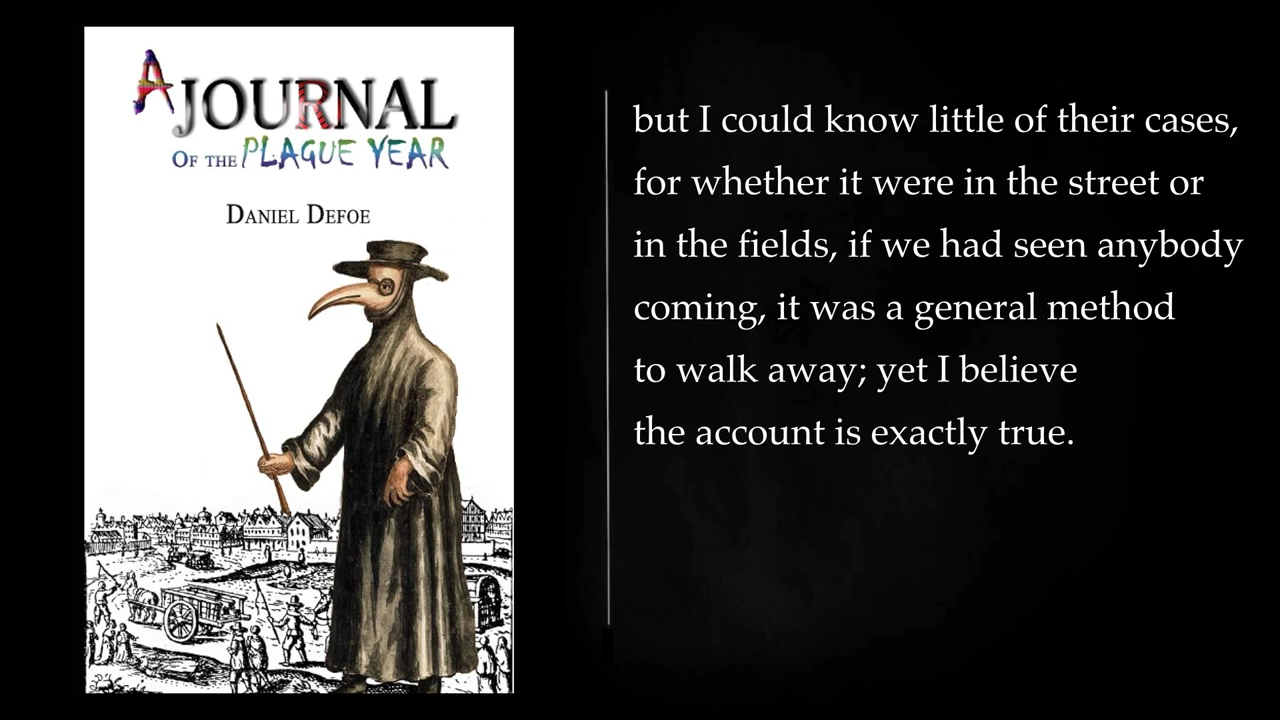 A JOURNAL
OF THE PLAGUE YEAR
DANIEL DEFOE
but I could know little of their cases,
for whether it were in the street or
in the fields, if we had seen anybody
coming, it was a general method
to walk away; yet I believe
the account is exactly true.